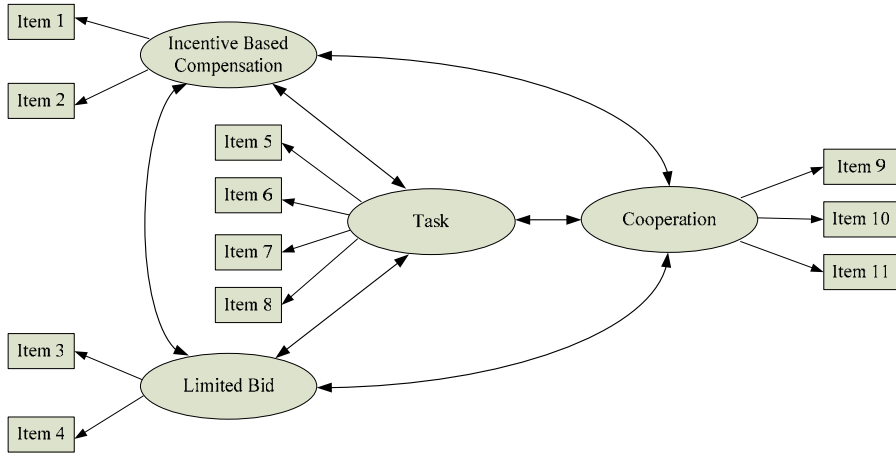 Item 1
Incentive Based
Compensation
Item 2
Item 5
Item 6
Task
Item 7
Item 8
Cooperation
Item 9
Item 10
Item 11
Item 3
Limited Bid
Item 4